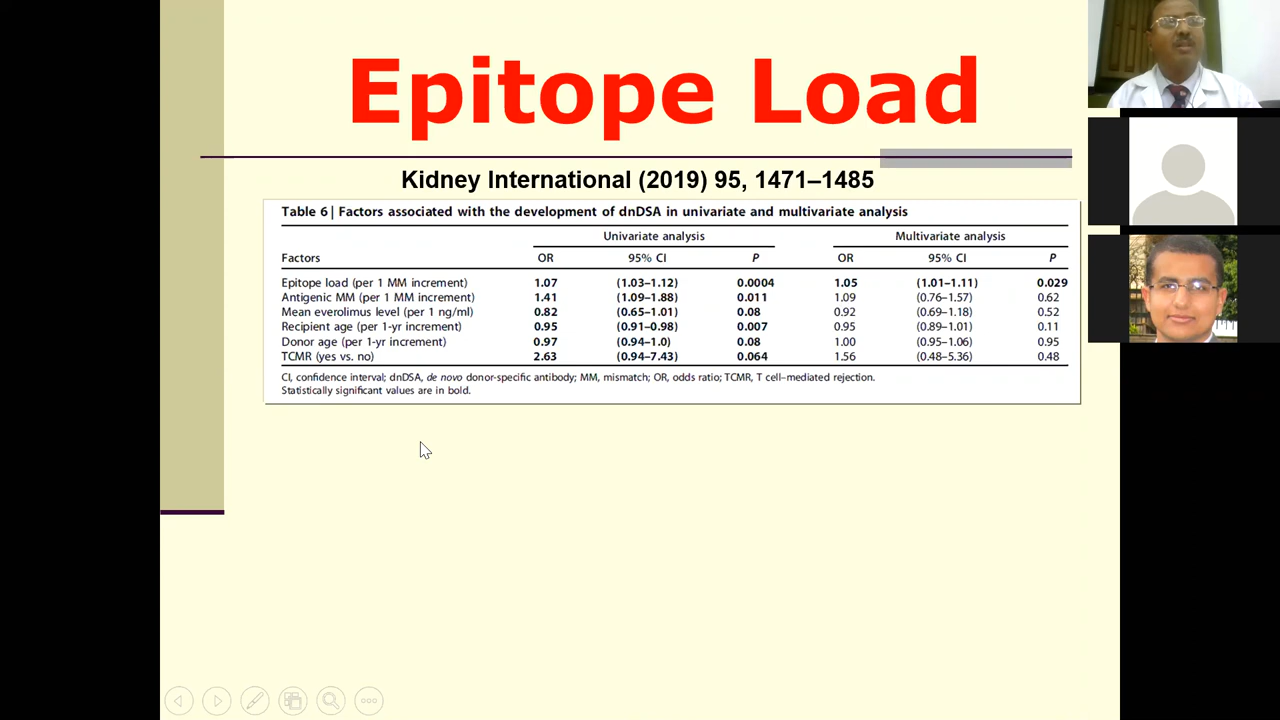 Epitope Load
Kidney International (2019) 95, 1471–1485
Table 6 | Factors associated with the development of dnDSA in univariate and multivariate analysis
Univariate analysis Multivariate analysis
Factors OR 95% CI P OR 95% CI P
Epitope load (per 1 MM increment) 1.07 (1.03–1.12) 0.0004 1.05 (1.01–1.11) 0.029
Antigenic MM (per 1 MM increment) 1.41 (1.09–1.88) 0.011 1.09 (0.76–1.57) 0.62
Mean everolimus level (per 1 ng/ml) 0.82 (0.65–1.01) 0.08 0.92 (0.69–1.18) 0.52
Recipient age (per 1-yr increment) 0.95 (0.91–0.98) 0.007 0.95 (0.89–1.01) 0.11
Donor age (per 1-yr increment) 0.97 (0.94–1.0) 0.08 1.00 (0.95–1.06) 0.95
TCMR (yes vs. no) 2.63 (0.94–7.43) 0.064 1.56 (0.48–5.36) 0.48
CI, confidence interval; dnDSA, de novo donor-specific antibody; MM, mismatch; OR, odds ratio; TCMR, T cell–mediated rejection.
Statistically significant values are in bold.